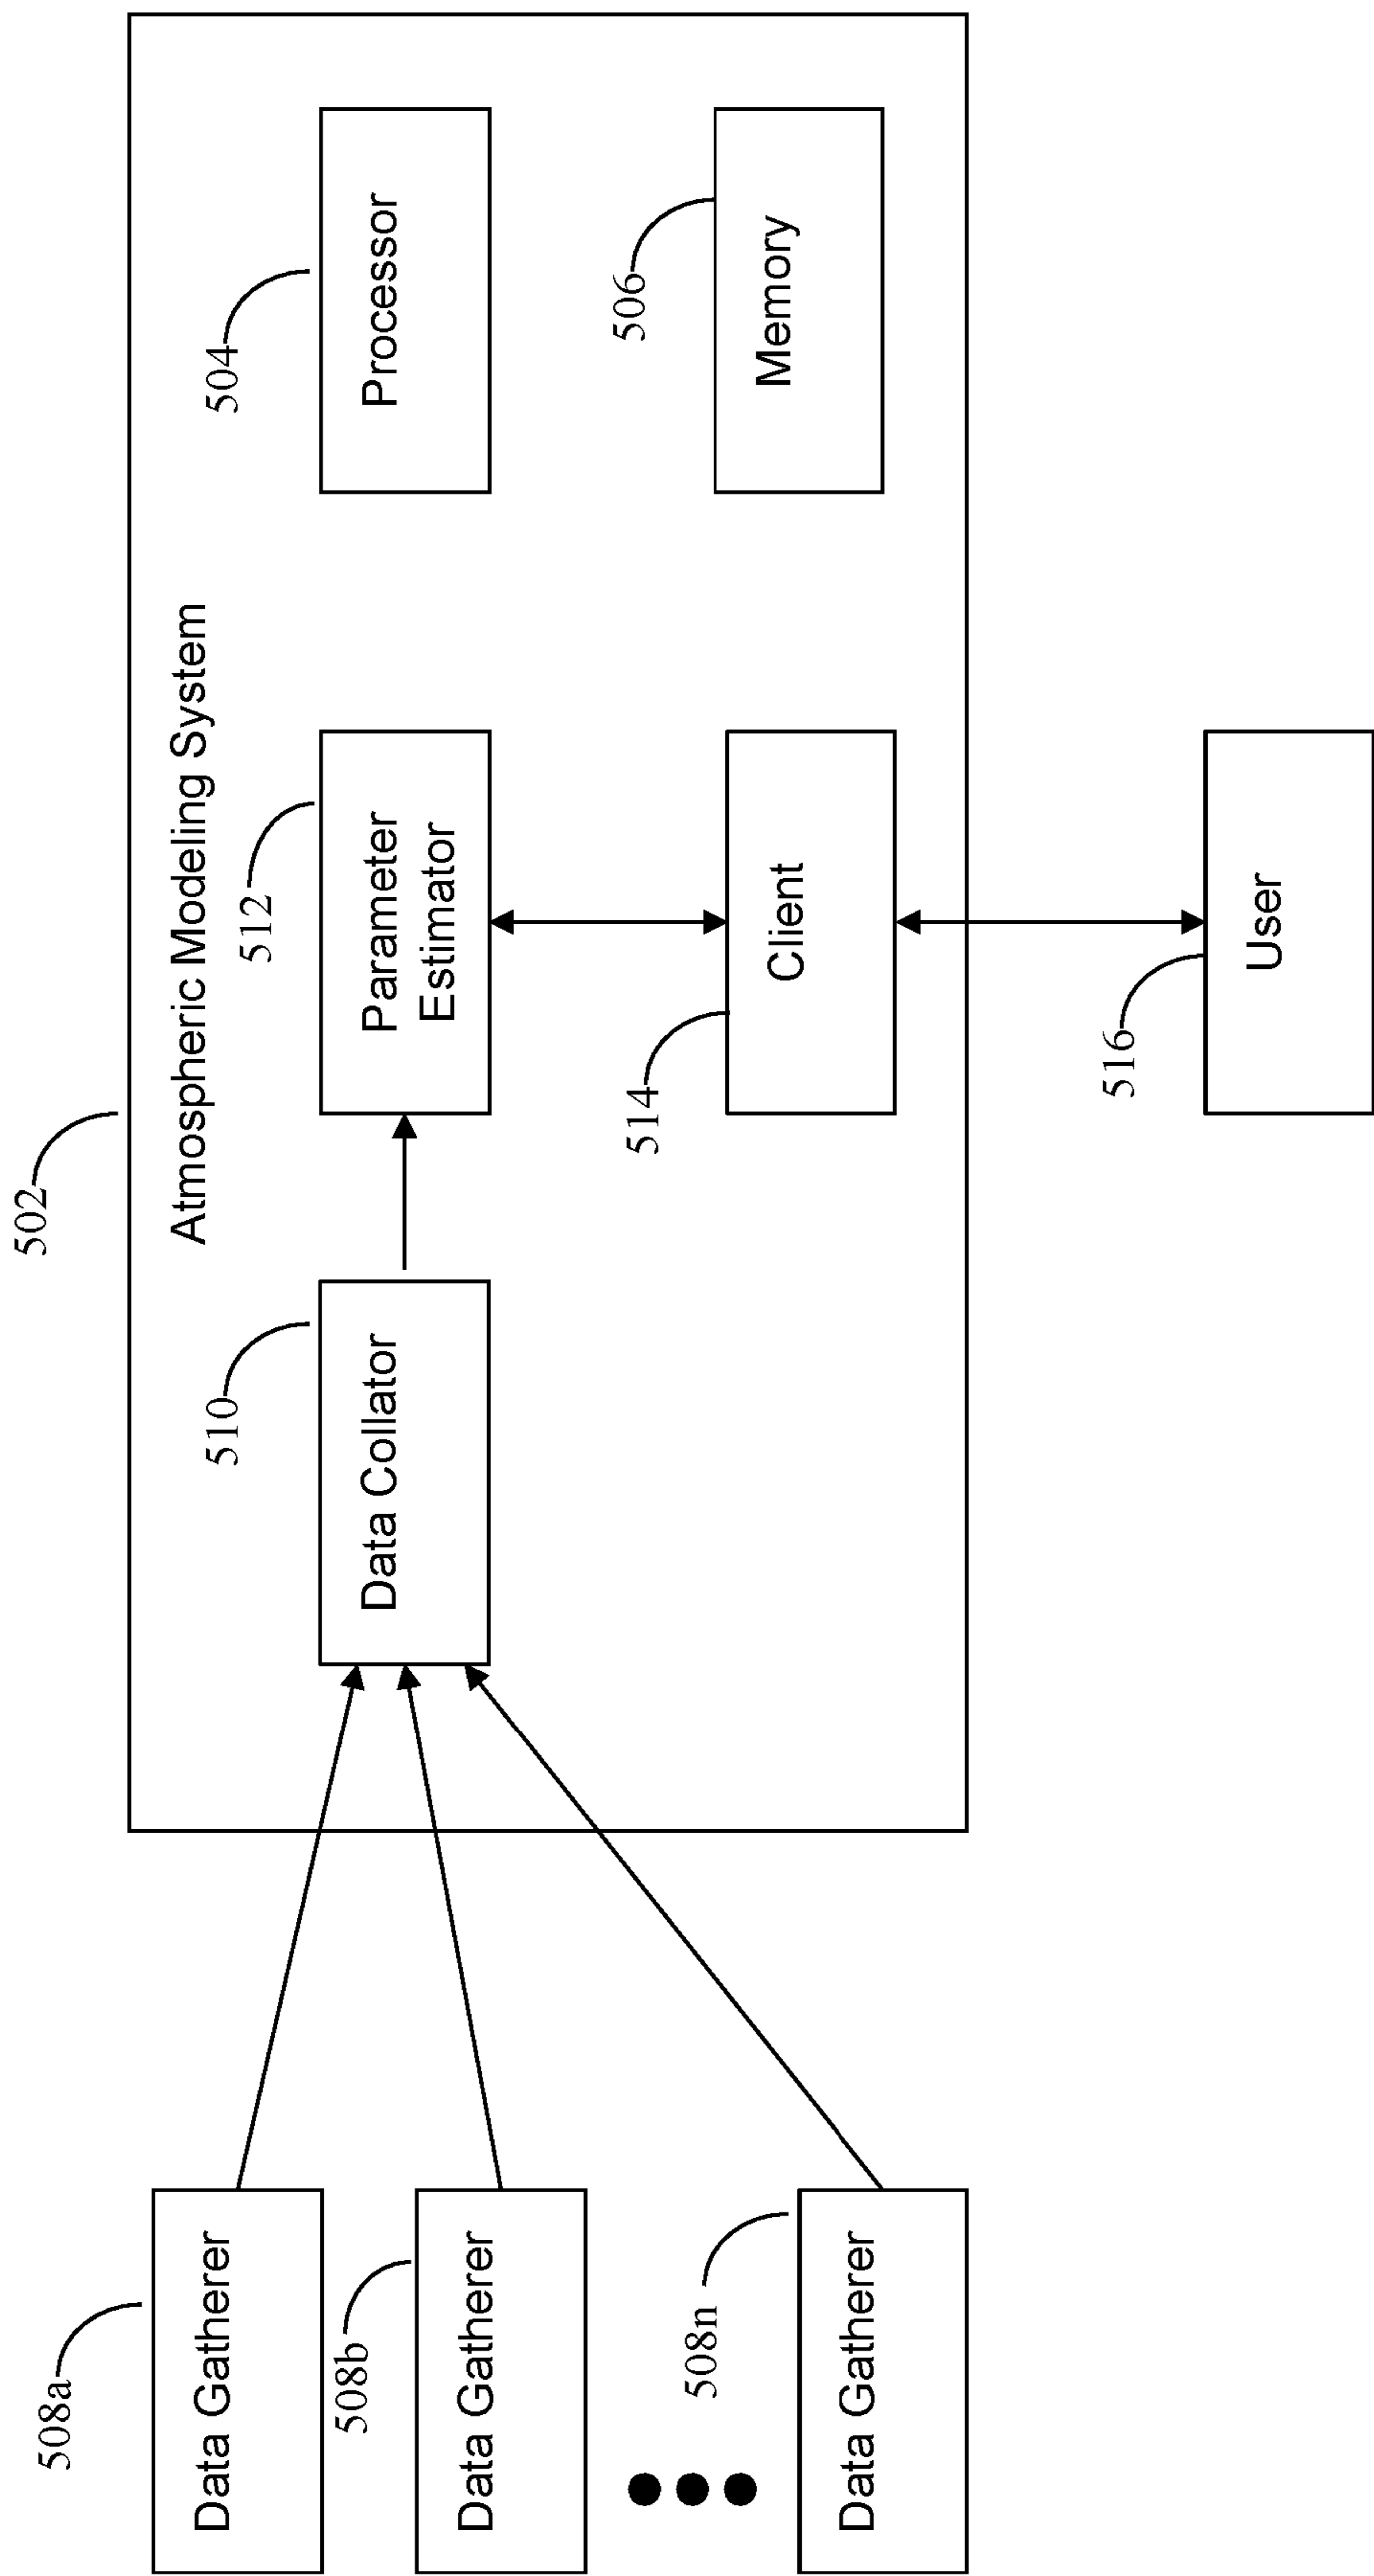 502
Atmospheric Modeling System
508a
Data Gatherer
510
Data Collator
512
Parameter
Estimator
504
Processor
508b
Data Gatherer
508n
Data Gatherer
514
Client
506
Memory
516
User